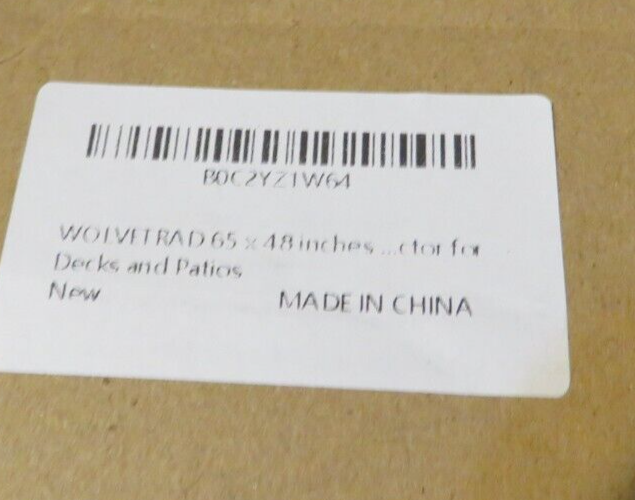 B0C2YZ1W64
WOLVETRAD 65 x 48 inches ...ctor for
Decks and Patios
New MADE IN CHINA